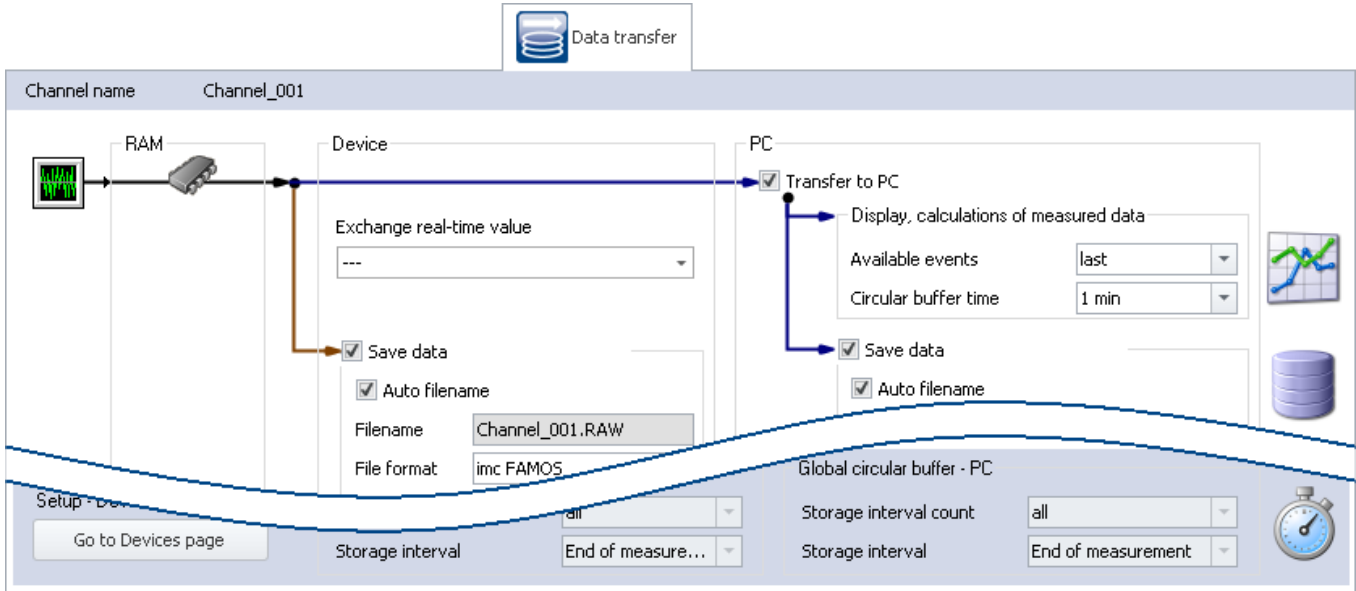 Data transfer
Channel name Channel_001
RAM Device PC
Transfer to PC
Display, calculations of measured data
Exchange real-time value
--- Available events last
Circular buffer time 1 min
Save data Save data
Auto filename Auto filename
Filename Channel_001.RAW
File format imc FAMOS Global circular buffer - PC
Setup -
all Storage interval count all
Go to Devices page Storage interval End of measure... Storage interval End of measurement